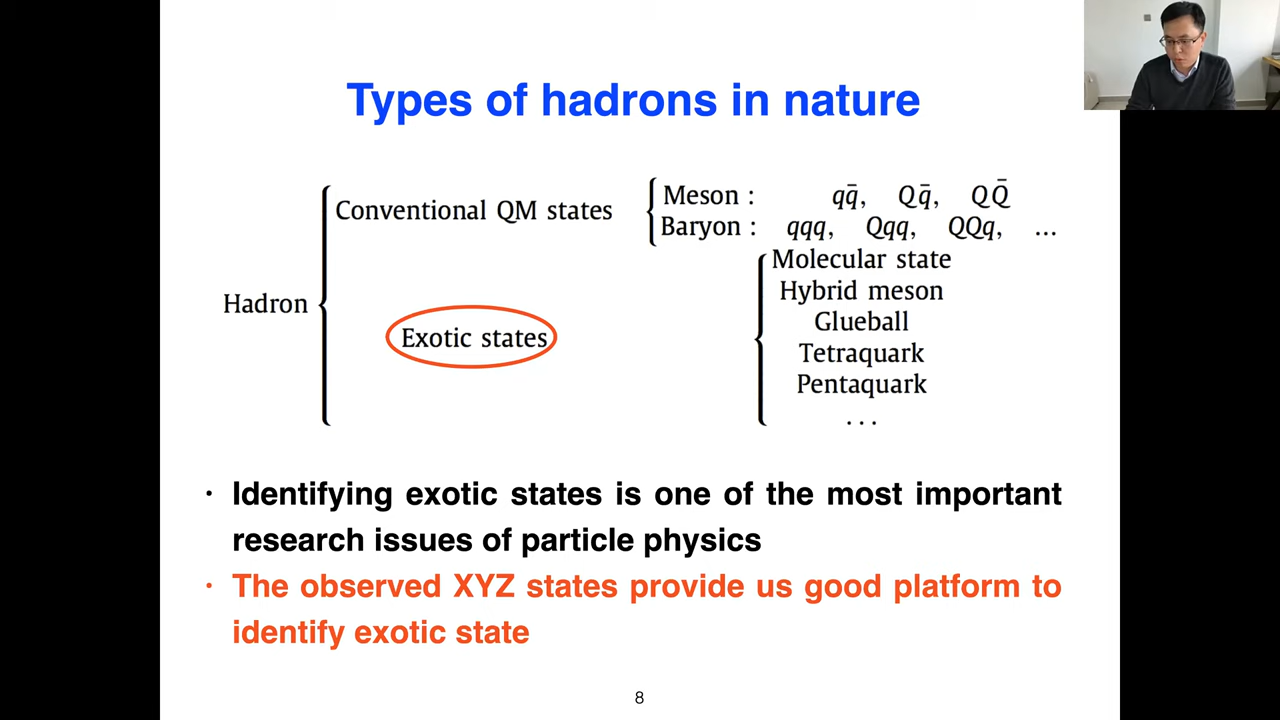 Types of hadrons in nature
Conventional QM states
Meson : qq̄, Qq̄, QQ̄
Baryon : qqq, Qqq, QQq, ...
Hadron
Exotic states
Molecular state
Hybrid meson
Glueball
Tetraquark
Pentaquark
...
· Identifying exotic states is one of the most important
research issues of particle physics
· The observed XYZ states provide us good platform to
identify exotic state
8